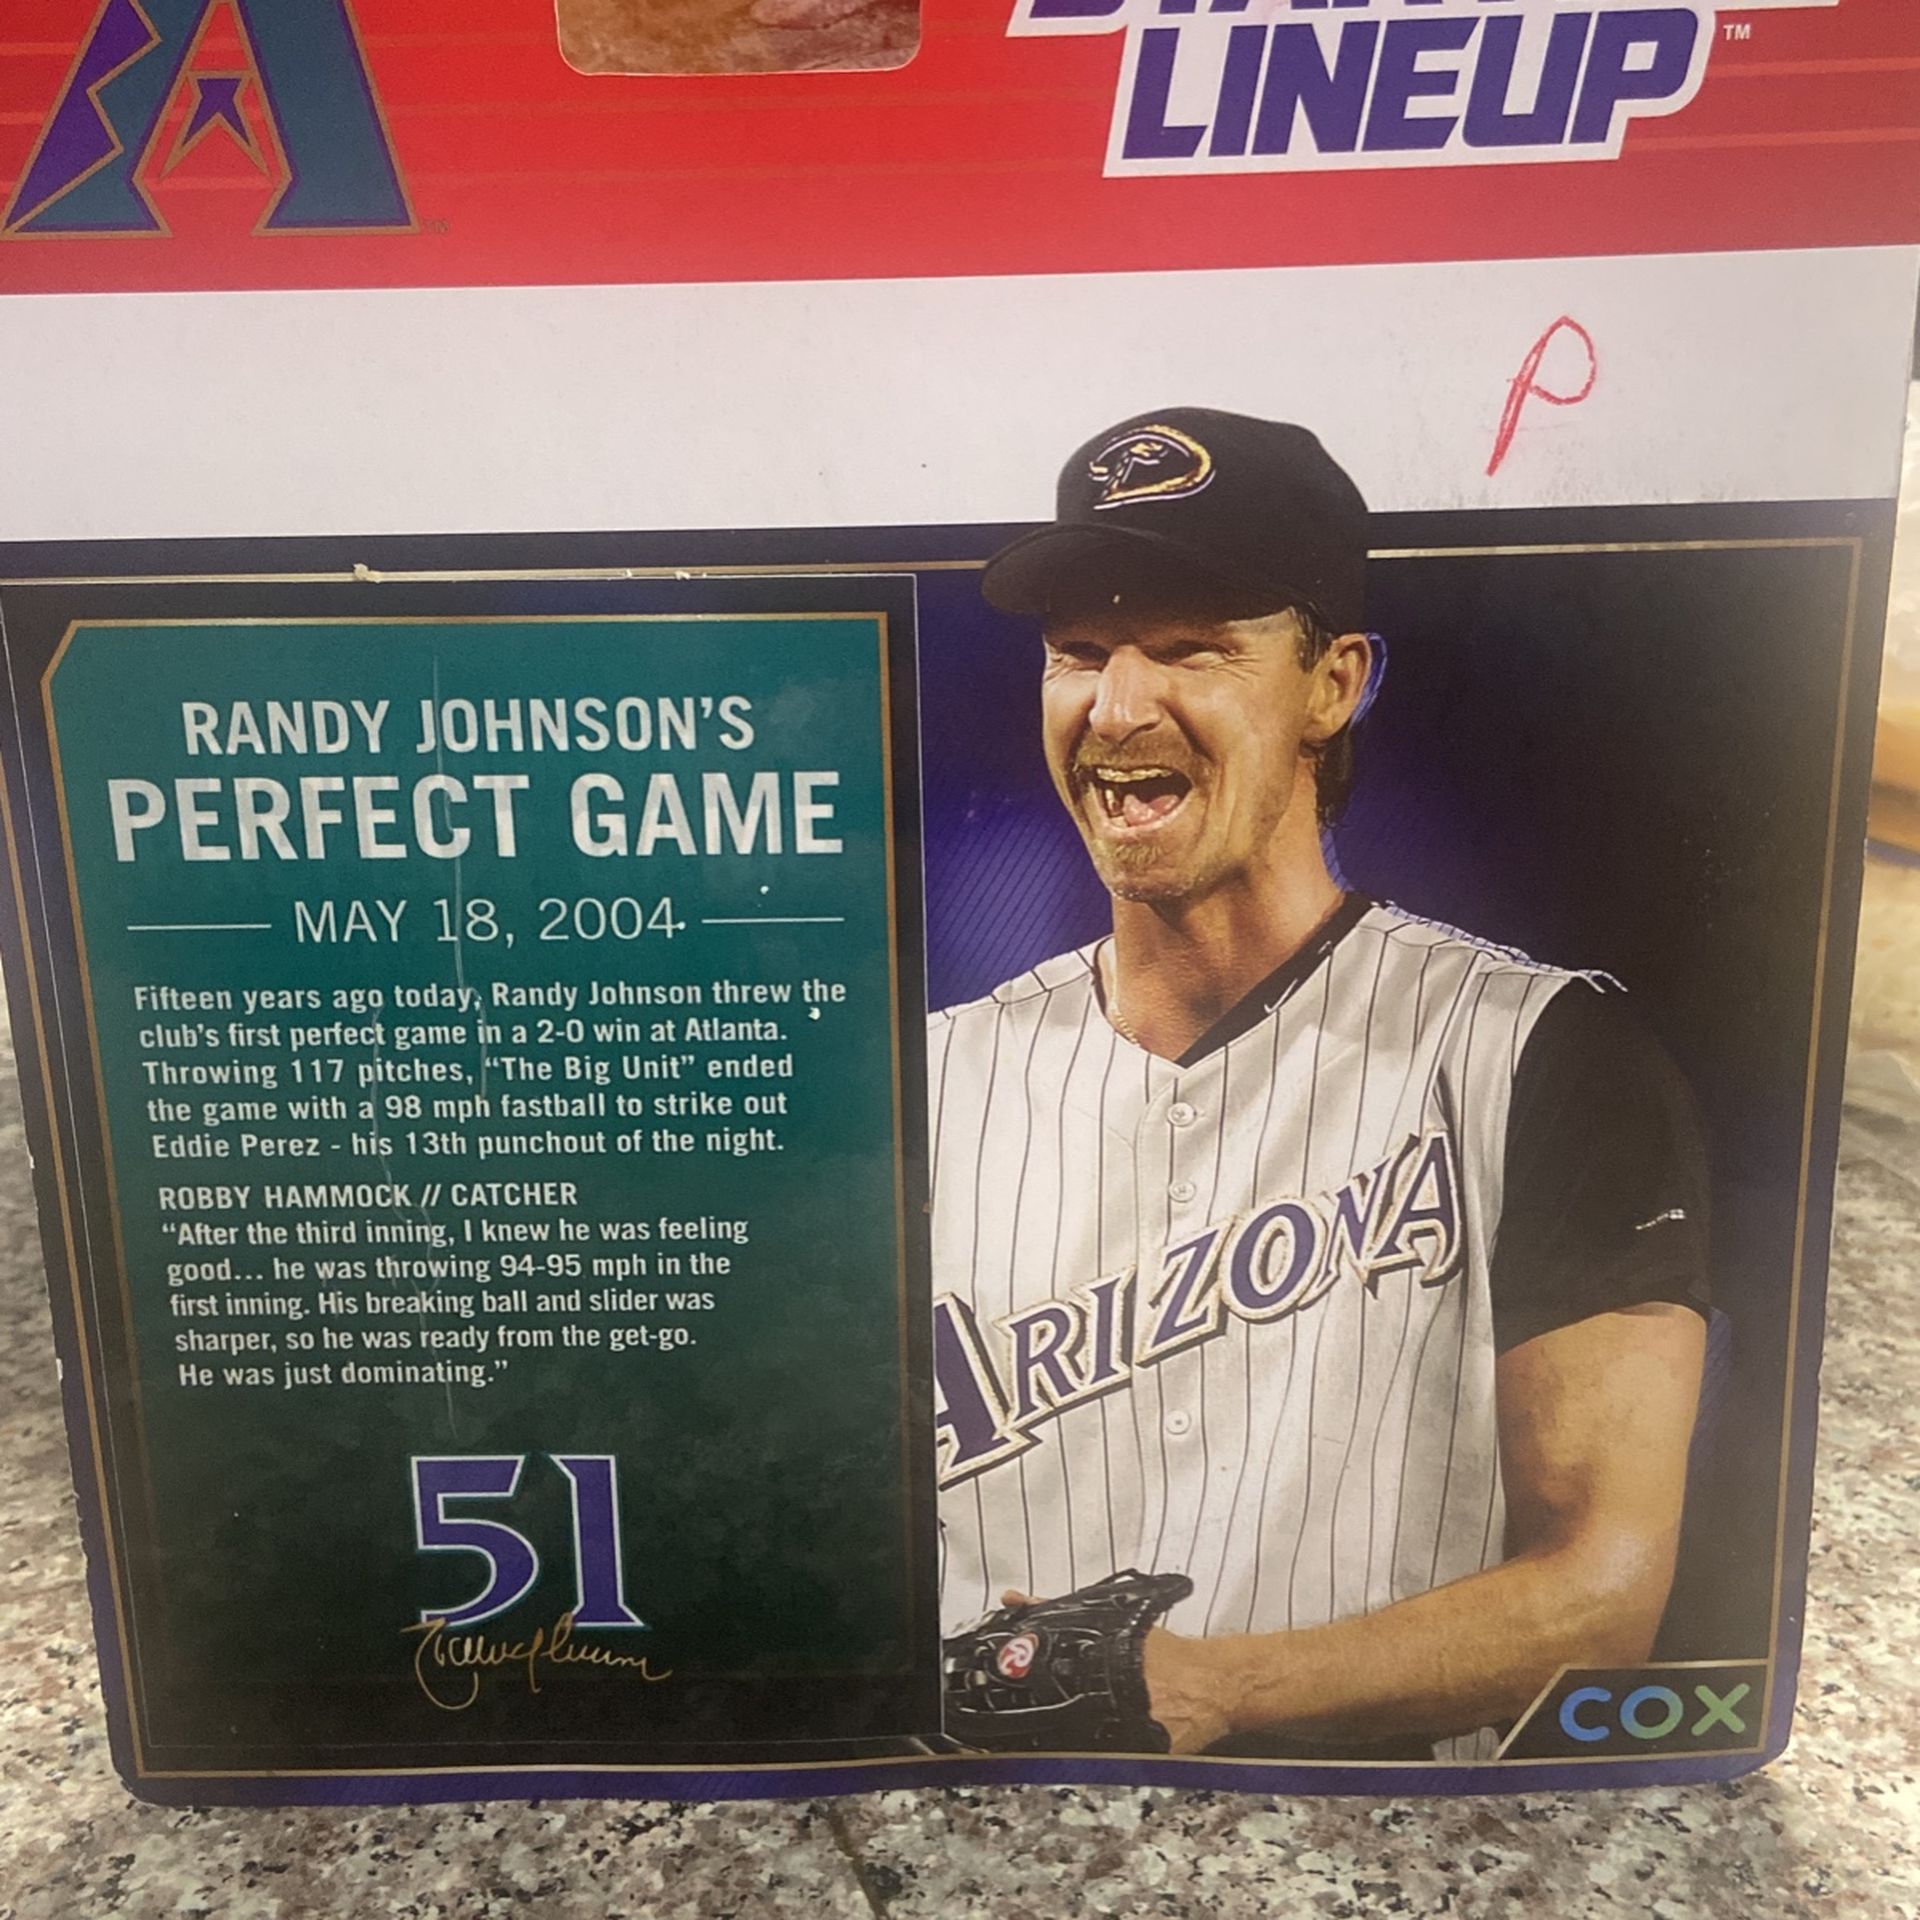 LINEUP™
P
RANDY JOHNSON'S
PERFECT GAME
MAY 18, 2004
Fifteen years ago today, Randy Johnson threw the
club's first perfect game in a 2-0 win at Atlanta.
Throwing 117 pitches, “The Big Unit” ended
the game with a 98 mph fastball to strike out
Eddie Perez - his 13th punchout of the night.
ROBBY HAMMOCK // CATCHER
“After the third inning, I knew he was feeling
good... he was throwing 94-95 mph in the
first inning. His breaking ball and slider was
sharper, so he was ready from the get-go.
He was just dominating.”
51
ARIZONA
COX